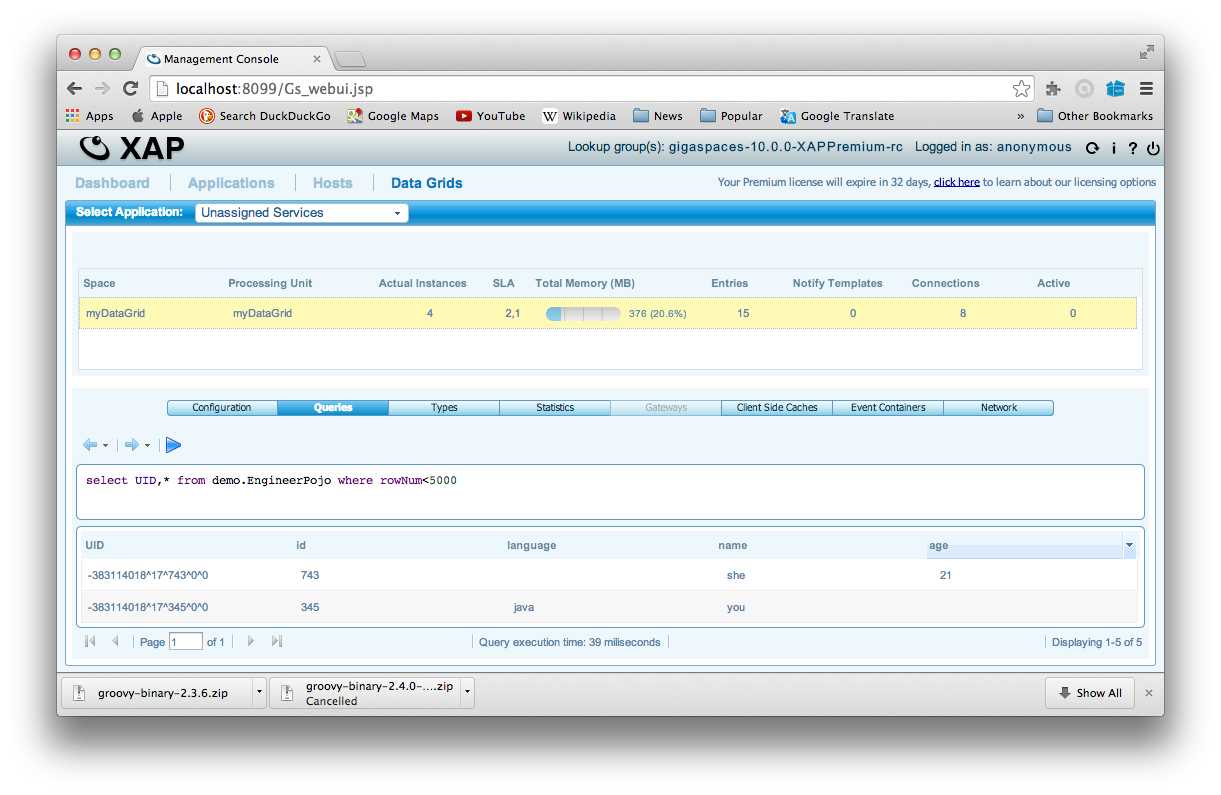 Management Console
localhost:8099/Gs_webui.jsp
Apps Apple Search DuckDuckGo Google Maps YouTube Wikipedia News Popular Google Translate » Other Bookmarks
XAP Lookup group(s): gigaspaces-10.0.0-XAPPremium-rc Logged in as: anonymous i ?
Dashboard Applications Hosts Data Grids Your Premium license will expire in 32 days, click here to learn about our licensing options
Select Application: Unassigned Services
Space Processing Unit Actual Instances SLA Total Memory (MB) Entries Notify Templates Connections Active
myDataGrid myDataGrid 4 2,1 376 (20.6%) 15 0 8 0
Configuration Queries Types Statistics Gateways Client Side Caches Event Containers Network
select UID,* from demo.EngineerPojo where rowNum<5000
UID id language name age
-383114018^17^743^0^0 743 she 21
-383114018^17^345^0^0 345 java you
Page 1 of 1 Query execution time: 39 miliseconds Displaying 1-5 of 5
groovy-binary-2.3.6.zip groovy-binary-2.4.0-....zip Show All
Cancelled